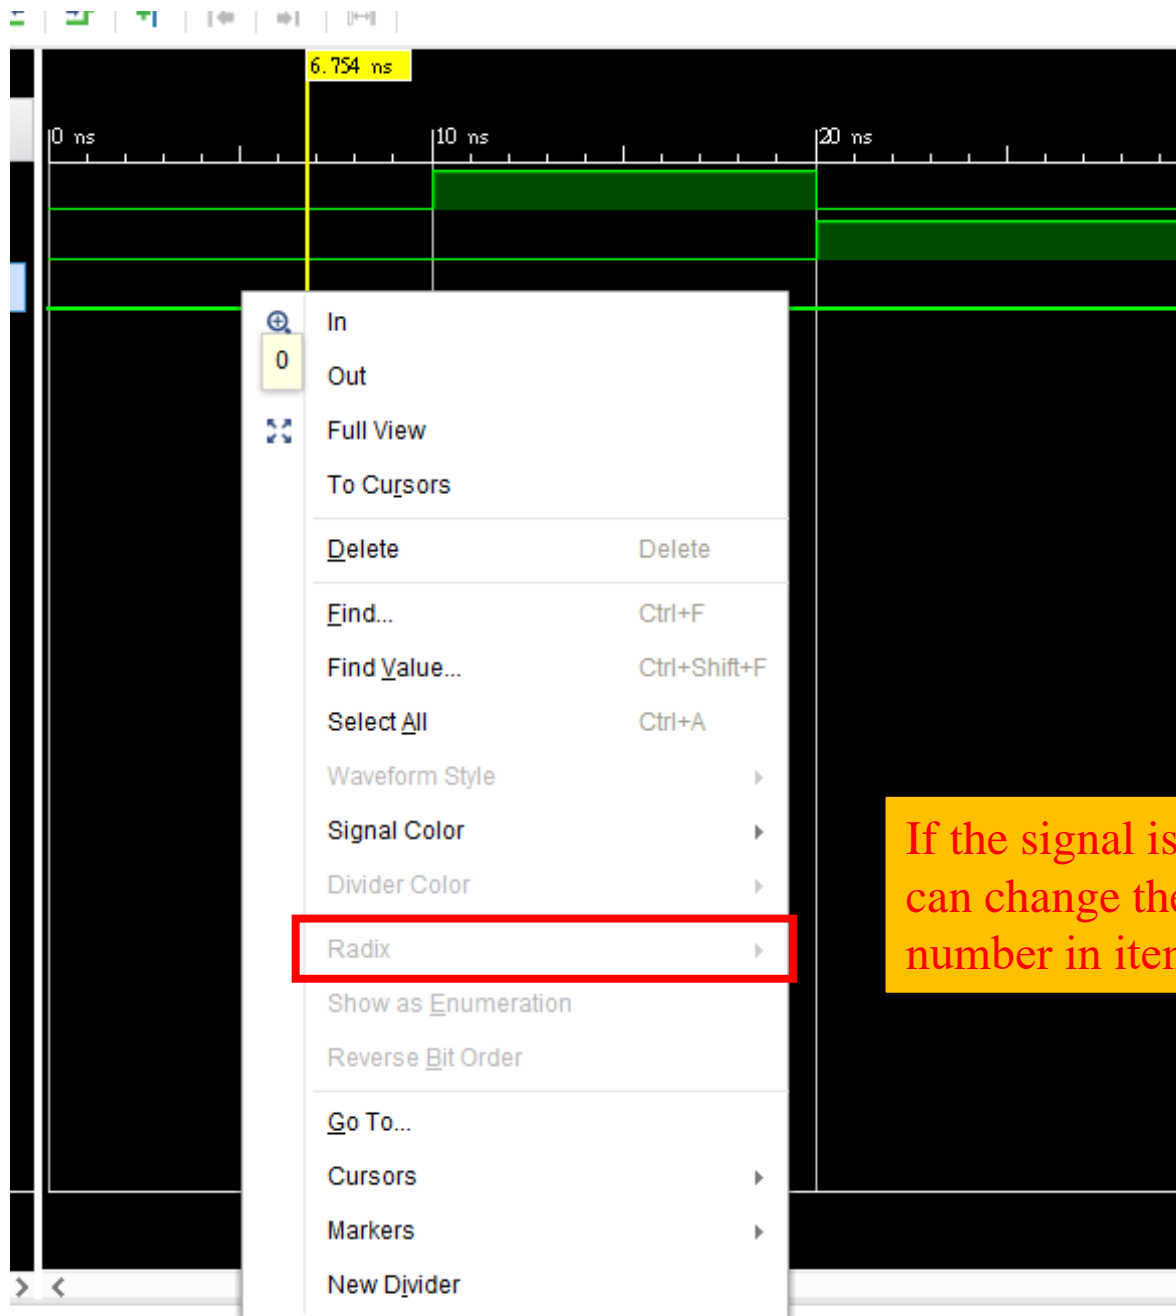 6.754 ns
0 ns
10 ns
20 ns
In
0
Out
Full View
To Cursors
Delete Delete
Find... Ctrl+F
Find Value... Ctrl+Shift+F
Select All Ctrl+A
Waveform Style
Signal Color
Divider Color
If the signal is
can change the
number in
Radix
Show as Enumeration
Reverse Bit Order
Go To...
Cursors
Markers
New Divider